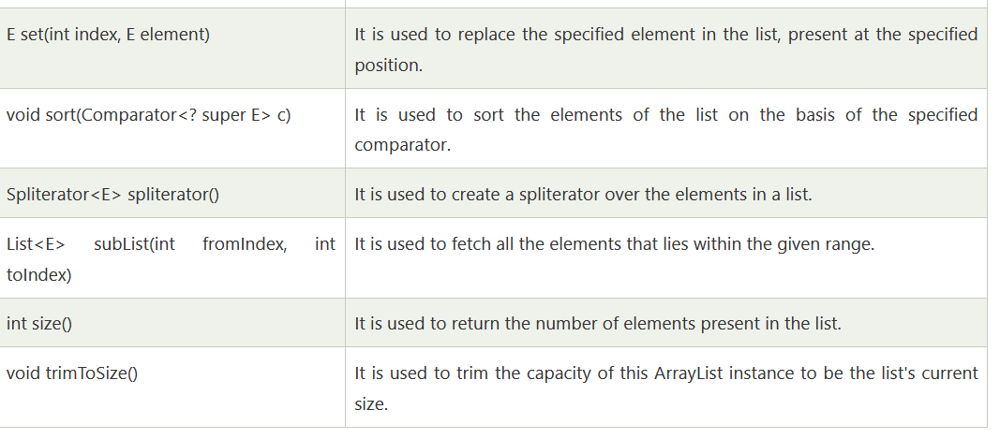 E set(int index, E element)
It is used to replace the specified element in the list, present at the specified
position.
void sort(Comparator<? super E> c)
It is used to sort the elements of the list on the basis of the specified
comparator.
Spliterator<E> spliterator()
It is used to create a spliterator over the elements in a list.
List<E> subList(int fromIndex, int
toIndex)
It is used to fetch all the elements that lies within the given range.
int size()
It is used to return the number of elements present in the list.
void trimToSize()
It is used to trim the capacity of this ArrayList instance to be the list's current
size.